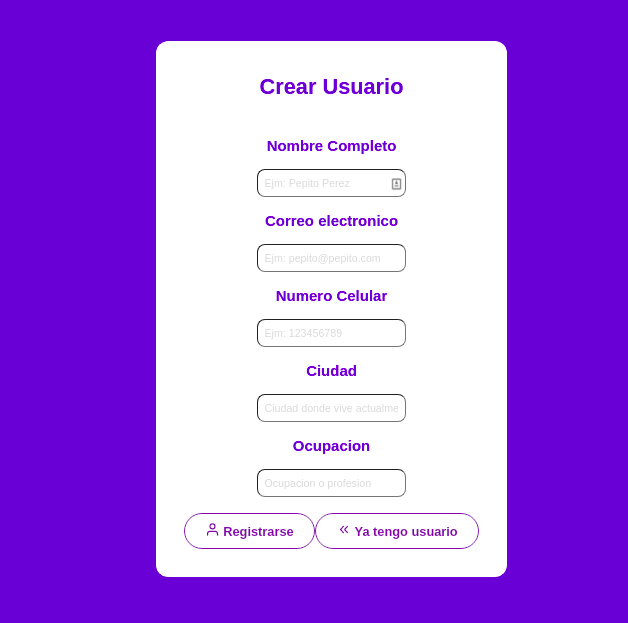 Crear Usuario
Nombre Completo
Ejm: Pepito Perez
Correo electronico
Ejm: pepito@pepito.com
Numero Celular
Ejm: 123456789
Ciudad
Ciudad donde vive actualme
Ocupacion
Ocupacion o profesion
Registrarse
Ya tengo usuario